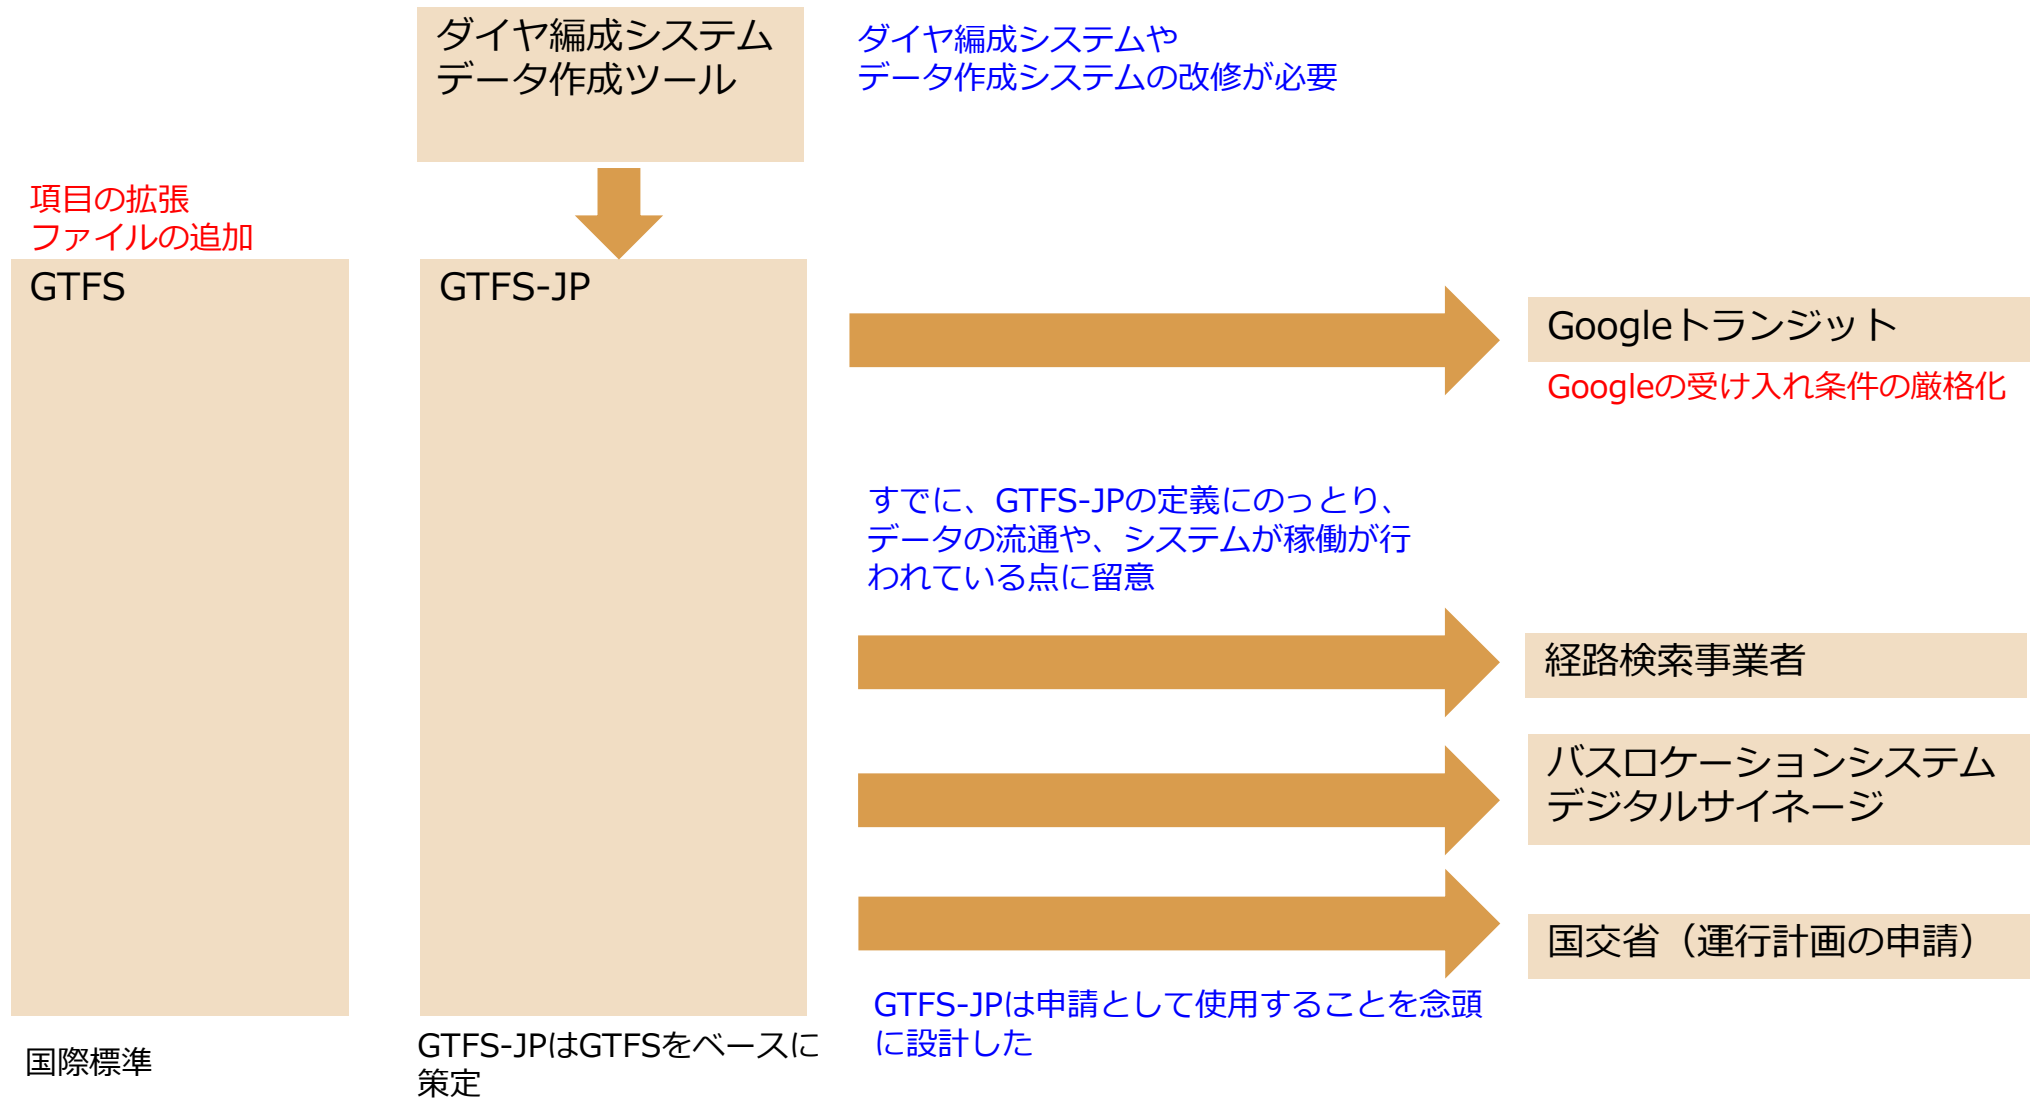 ダイヤ編成システム
データ作成ツール
ダイヤ編成システムや
データ作成システムの改修が必要
項目の拡張
ファイルの追加
GTFS
GTFS-JP
Googleトランジット
Googleの受け入れ条件の厳格化
すでに、GTFS-JPの定義にのっとり、
データの流通や、システムが稼働が行
われている点に留意
経路検索事業者
バスロケーションシステム
デジタルサイネージ
国交省（運行計画の申請）
GTFS-JPは申請として使用することを念頭
に設計した
国際標準
GTFS-JPはGTFSをベースに
策定